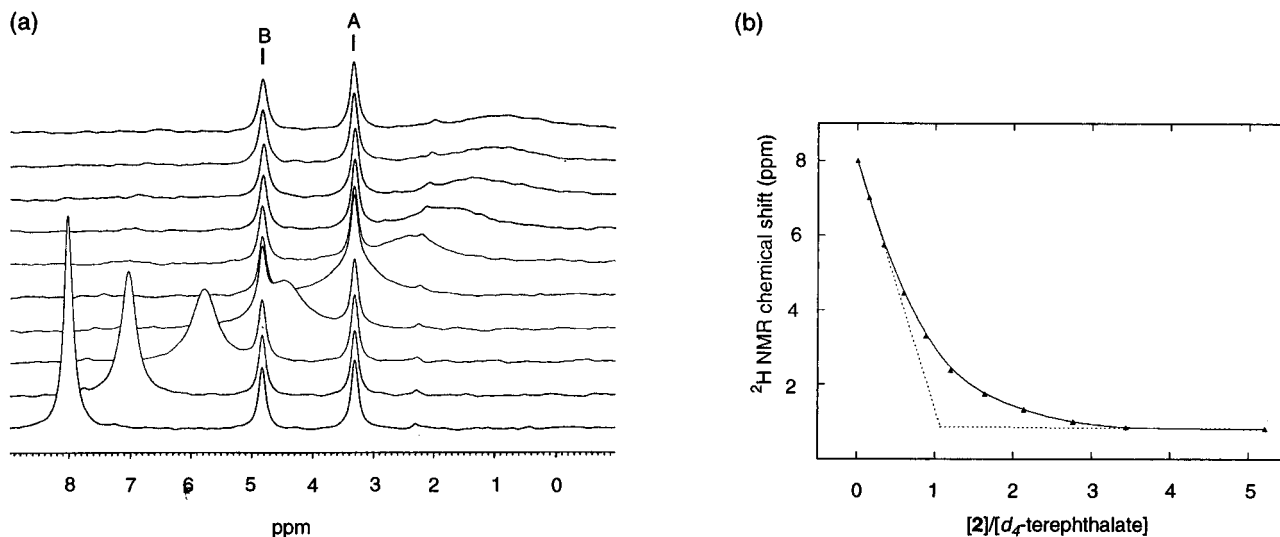 (a)
B A
8 7 6 5 4 3 2 1 0
ppm
(b)
²H NMR chemical shift (ppm)
8
6
4
2
0 1 2 3 4 5
[2]/[d₄-terephthalate]